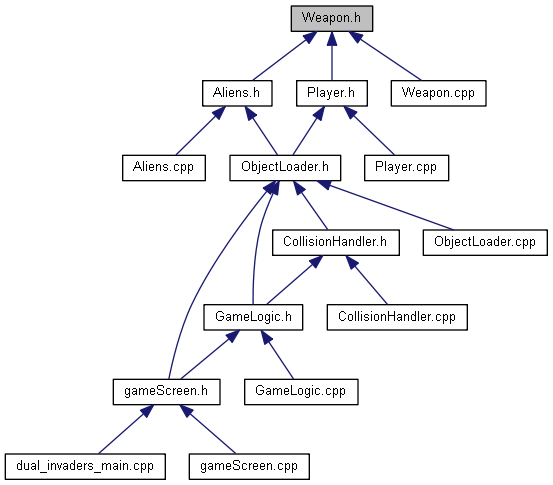 Weapon.h
Aliens.h
Player.h
Weapon.cpp
Aliens.cpp
ObjectLoader.h
Player.cpp
CollisionHandler.h
ObjectLoader.cpp
GameLogic.h
CollisionHandler.cpp
gameScreen.h
GameLogic.cpp
dual_invaders_main.cpp
gameScreen.cpp